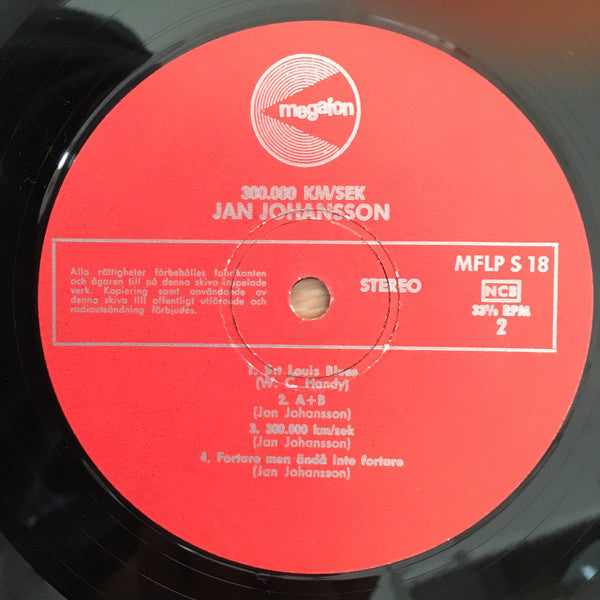 megafon
300.000 KM/SEK
JAN JOHANSSON
Alla rättigheter förbehålles fabrikanten
och ägaren till på denna skiva inspelade
verk. Kopiering samt användande av
denna skiva till offentligt utförande och
radioutsändning förbjudes.
STEREO
MFLP S 18
NCB
33⅓ RPM
2
1. S:t Louis Blues
(W. C. Handy)
2. A+B
(Jan Johansson)
3. 300.000 km/sek
(Jan Johansson)
4. Fortare men ändå inte fortare
(Jan Johansson)